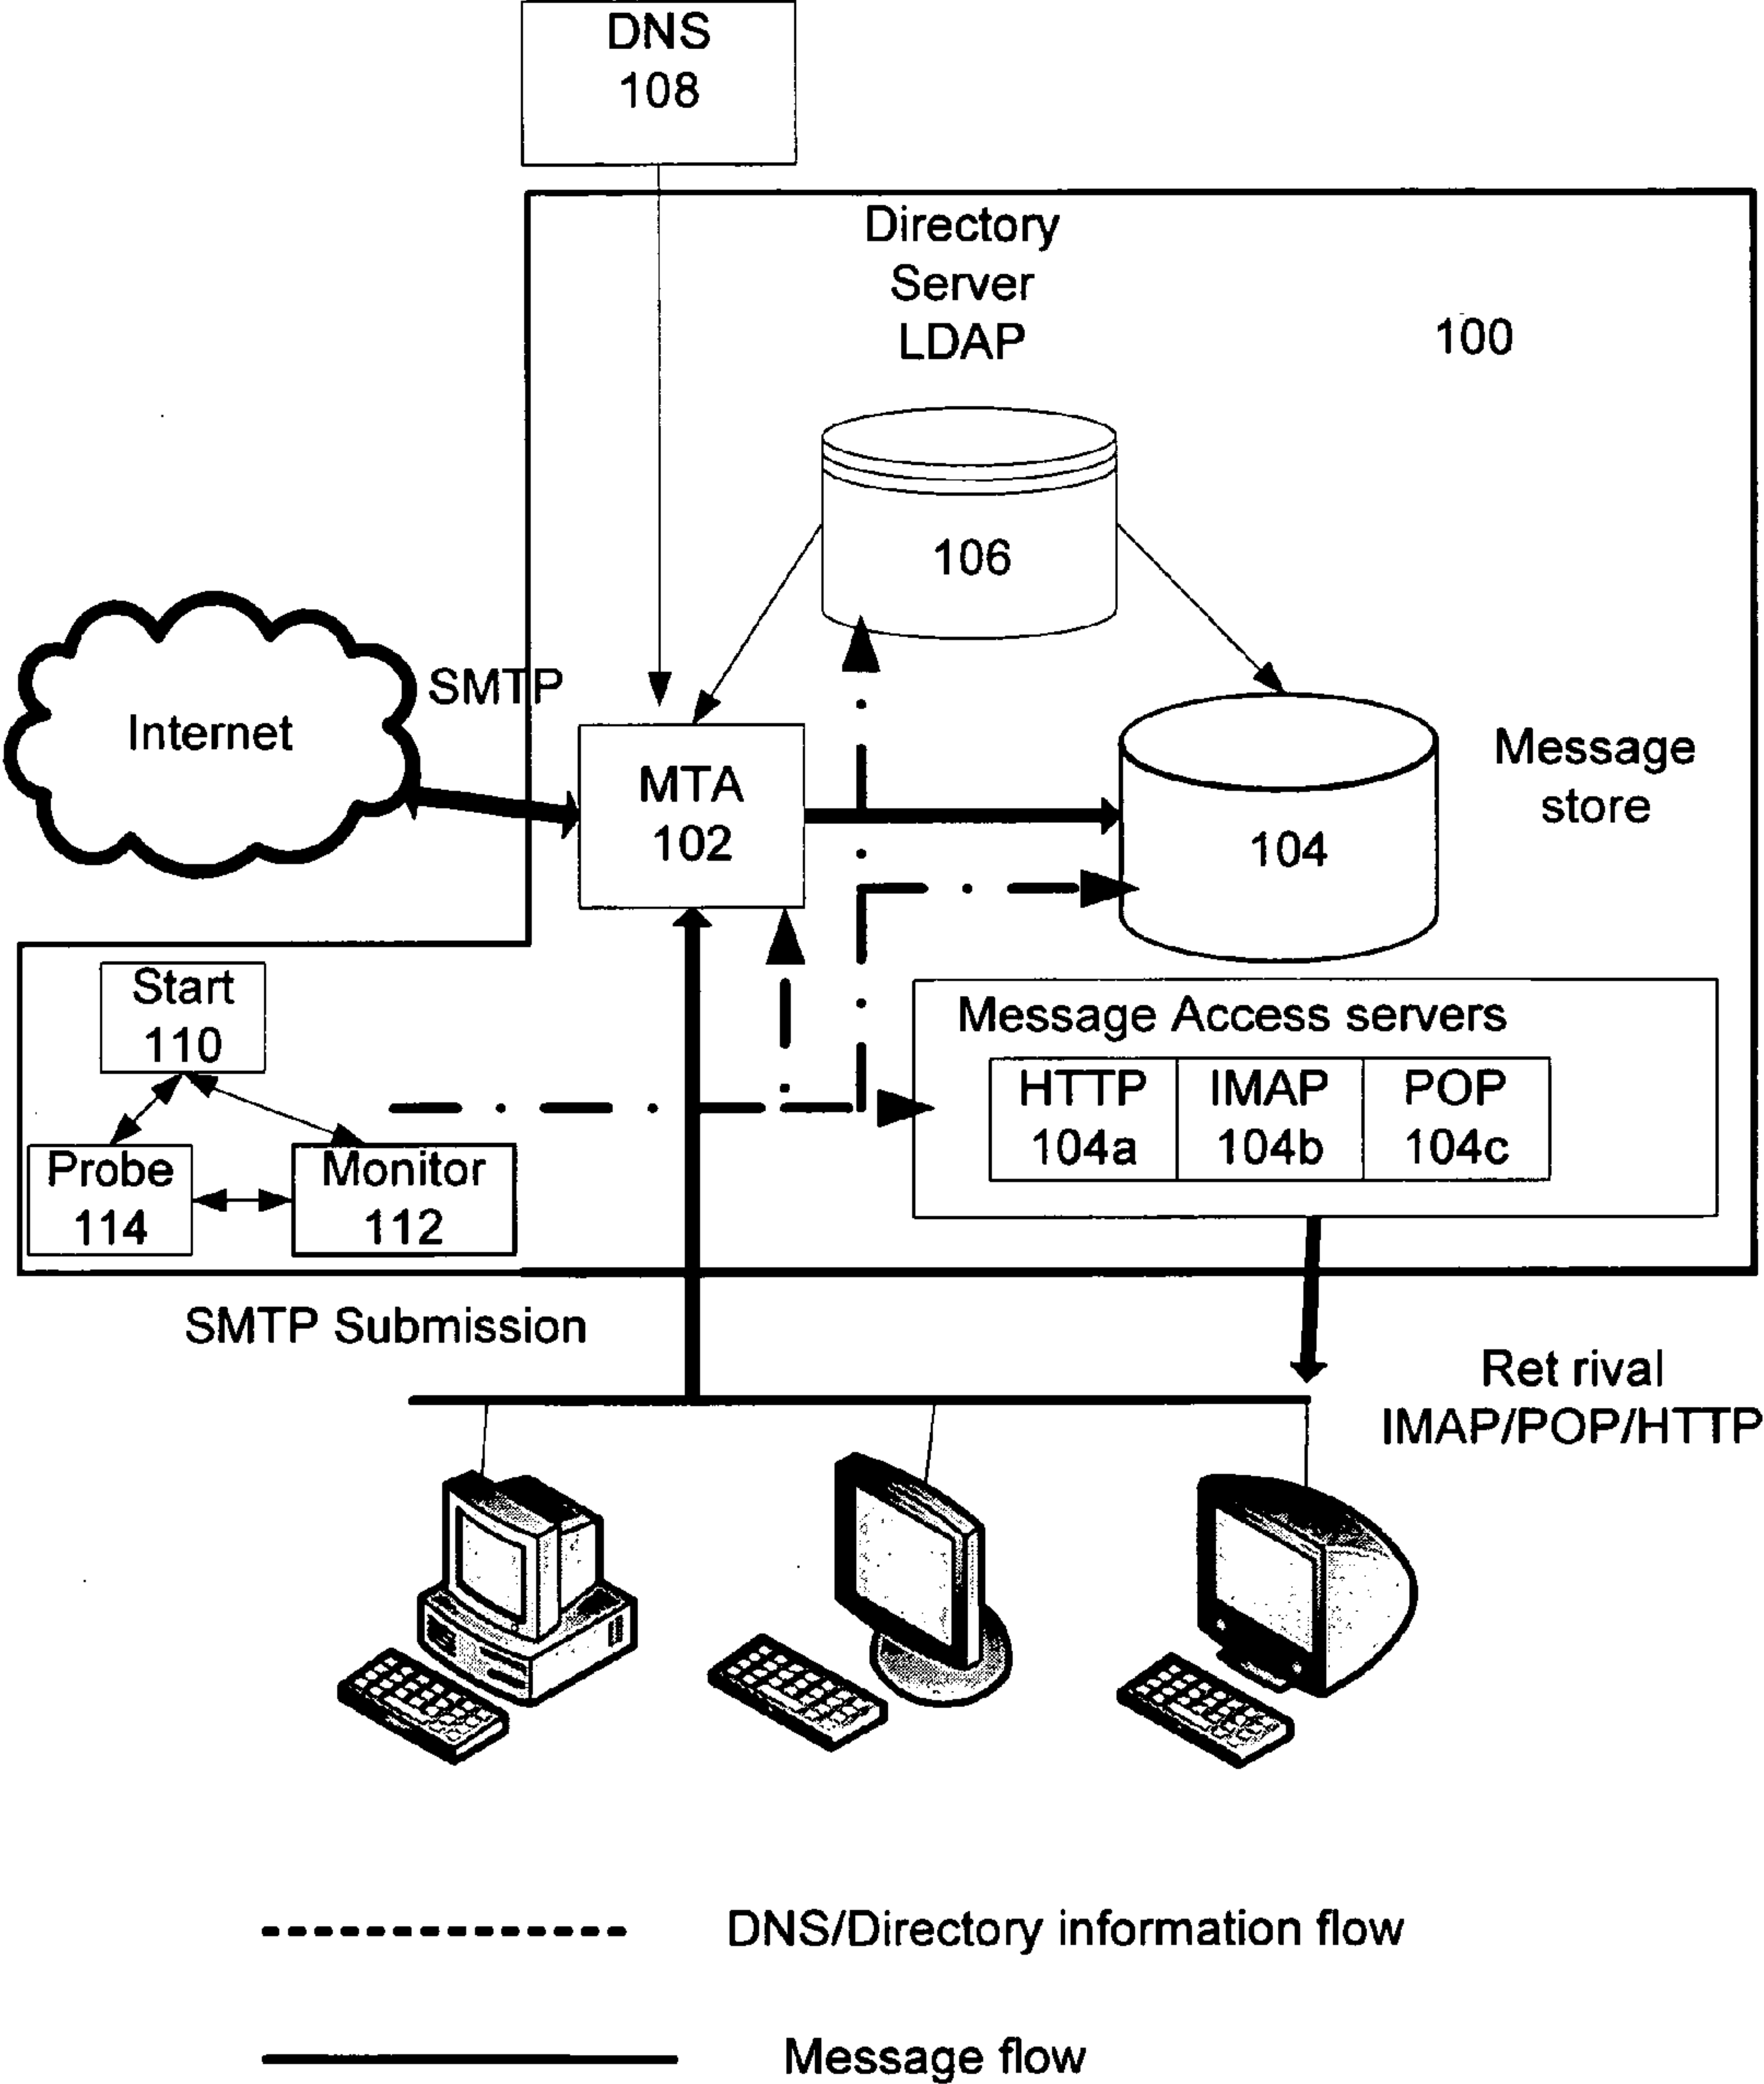 DNS
108
Directory
Server
LDAP
100
106
SMTP
Internet
MTA
102
Message
store
104
Start
110
Message Access servers
HTTP
104a
IMAP
104b
POP
104c
Probe
114
Monitor
112
SMTP Submission
Ret rival
IMAP/POP/HTTP
DNS/Directory information flow
Message flow